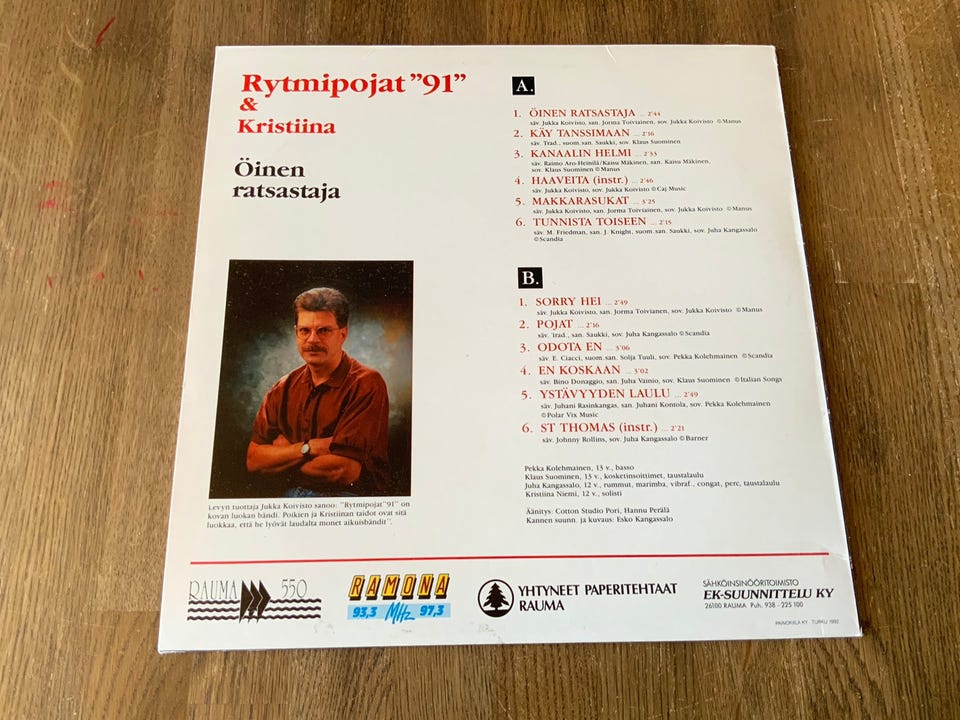 Rytmipojat "91"
&
Kristiina
Öinen
ratsastaja
A.
1. ÖINEN RATSASTAJA ... 2'44
säv. Jukka Koivisto, san. Jorma Toiviainen, sov. Jukka Koivisto © Manus
2. KÄY TANSSIMAAN ... 2'16
säv. Trad., suom.san. Saukki, sov. Klaus Suominen
3. KANAALIN HELMI ... 2'33
säv. Raimo Aro-Heinilä/Kaisu Mäkinen, san. Kaisu Mäkinen,
sov. Klaus Suominen © Manus
4. HAAVEITA (instr.) ... 2'46
säv. Jukka Koivisto, sov. Jukka Koivisto © Caj Music
5. MAKKARASUKAT ... 3'25
säv. Jukka Koivisto, san. Jorma Toiviainen, sov. Jukka Koivisto © Manus
6. TUNNISTA TOISEEN ... 2'15
säv. M. Friedman, san. J. Knight, suom.san. Saukki, sov. Juha Kangassalo
© Scandia
B.
1. SORRY HEI ... 2'49
säv. Jukka Koivisto, san. Jorma Toivianen, sov. Jukka Koivisto © Manus
2. POJAT ... 2'16
säv. Trad., san. Saukki, sov. Juha Kangassalo © Scandia
3. ODOTA EN ... 3'06
säv. E. Ciacci, suom.san. Solja Tuuli, sov. Pekka Kolehmainen © Scandia
4. EN KOSKAAN ... 3'02
säv. Bino Donaggio, san. Juha Vainio, sov. Klaus Suominen © Italian Songs
5. YSTÄVYYDEN LAULU ... 2'49
säv. Juhani Rasinkangas, san. Juhani Kontola, sov. Pekka Kolehmainen
© Polar Vix Music
6. ST THOMAS (instr.) ... 2'21
säv. Johnny Rollins, sov. Juha Kangassalo © Barner
Pekka Kolehmainen, 13 v., basso
Klaus Suominen, 13 v., kosketinsoittimet, taustalaulu
Juha Kangassalo, 12 v., rummut, marimba, vibraf., congat, perc, taustalaulu
Kristiina Niemi, 12 v., solisti
Äänitys: Cotton Studio Pori, Hannu Perälä
Kannen suunn. ja kuvaus: Esko Kangassalo
Levyn tuottaja Jukka Koivisto sanoo: "Rytmipojat "91" on
kovan luokan bändi. Poikien ja Kristiinan taidot ovat sitä
luokkaa, että he lyövät laudalta monet aikuisbändit".
RAUMA 550
RAMONA
93,3 MHz 97,3
YHTYNEET PAPERITEHTAAT
RAUMA
SÄHKÖINSINÖÖRITOIMISTO
EK-SUUNNITTELU KY
26100 RAUMA Puh. 938 - 225 100
PAINOKIILA KY TURKU 1992